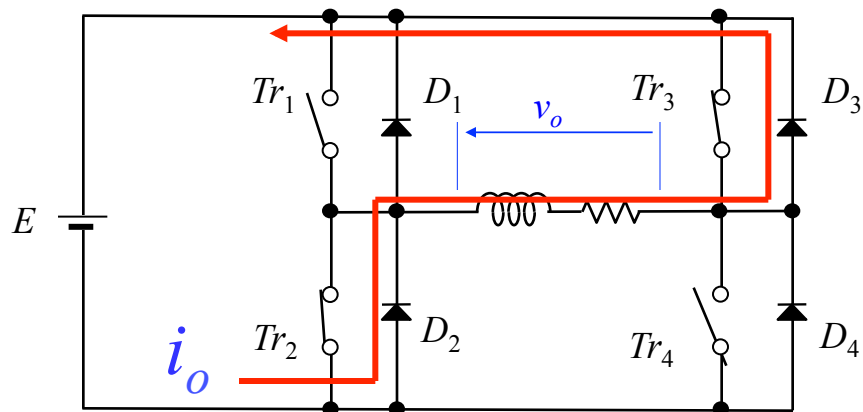 Tr₁
D₁
Tr₃
D₃
vₒ
E
Tr₂
D₂
Tr₄
D₄
iₒ